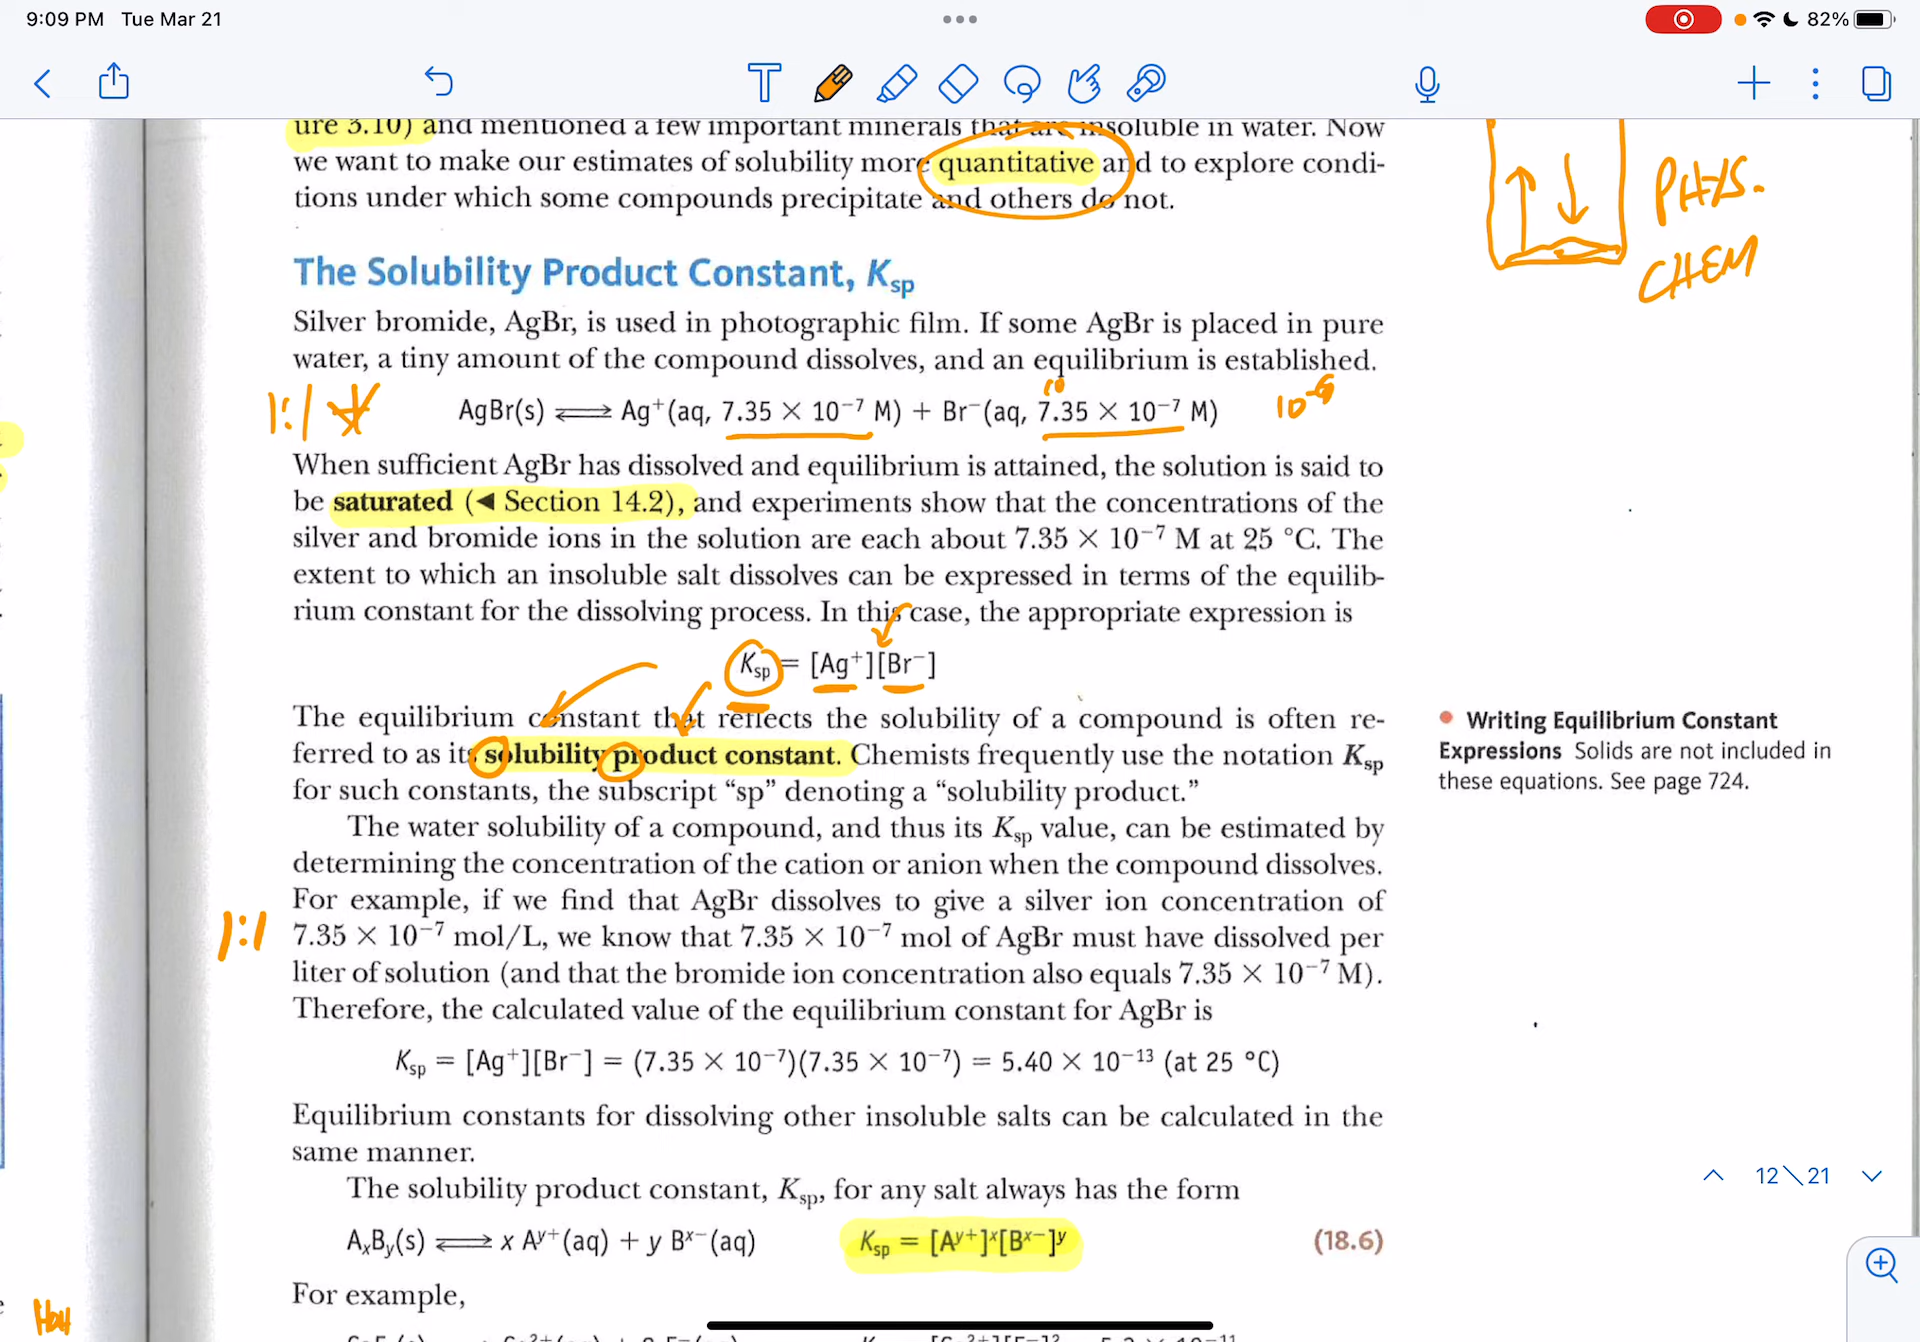 9:09 PM Tue Mar 21
82%
ure 3.10) and mentioned a few important minerals that are insoluble in water. Now
we want to make our estimates of solubility more quantitative and to explore condi-
tions under which some compounds precipitate and others do not.
PHYS.
CHEM
The Solubility Product Constant, Ksp
Silver bromide, AgBr, is used in photographic film. If some AgBr is placed in pure
water, a tiny amount of the compound dissolves, and an equilibrium is established.
1:1
AgBr(s) ⇌ Ag⁺(aq, 7.35 × 10⁻⁷ M) + Br⁻(aq, 7.35 × 10⁻⁷ M)
When sufficient AgBr has dissolved and equilibrium is attained, the solution is said to
be saturated (◄ Section 14.2), and experiments show that the concentrations of the
silver and bromide ions in the solution are each about 7.35 × 10⁻⁷ M at 25 °C. The
extent to which an insoluble salt dissolves can be expressed in terms of the equilib-
rium constant for the dissolving process. In this case, the appropriate expression is
Ksp = [Ag⁺][Br⁻]
The equilibrium constant that reflects the solubility of a compound is often re-
ferred to as its solubility product constant. Chemists frequently use the notation Ksp
for such constants, the subscript “sp” denoting a “solubility product.”
• Writing Equilibrium Constant
Expressions Solids are not included in
these equations. See page 724.
The water solubility of a compound, and thus its Ksp value, can be estimated by
determining the concentration of the cation or anion when the compound dissolves.
For example, if we find that AgBr dissolves to give a silver ion concentration of
1:1
7.35 × 10⁻⁷ mol/L, we know that 7.35 × 10⁻⁷ mol of AgBr must have dissolved per
liter of solution (and that the bromide ion concentration also equals 7.35 × 10⁻⁷ M).
Therefore, the calculated value of the equilibrium constant for AgBr is
Ksp = [Ag⁺][Br⁻] = (7.35 × 10⁻⁷)(7.35 × 10⁻⁷) = 5.40 × 10⁻¹³ (at 25 °C)
Equilibrium constants for dissolving other insoluble salts can be calculated in the
same manner.
The solubility product constant, Ksp, for any salt always has the form
12\21
AxBy(s) ⇌ x Aʸ⁺(aq) + y Bˣ⁻(aq) Ksp = [Aʸ⁺]ˣ[Bˣ⁻]ʸ (18.6)
For example,